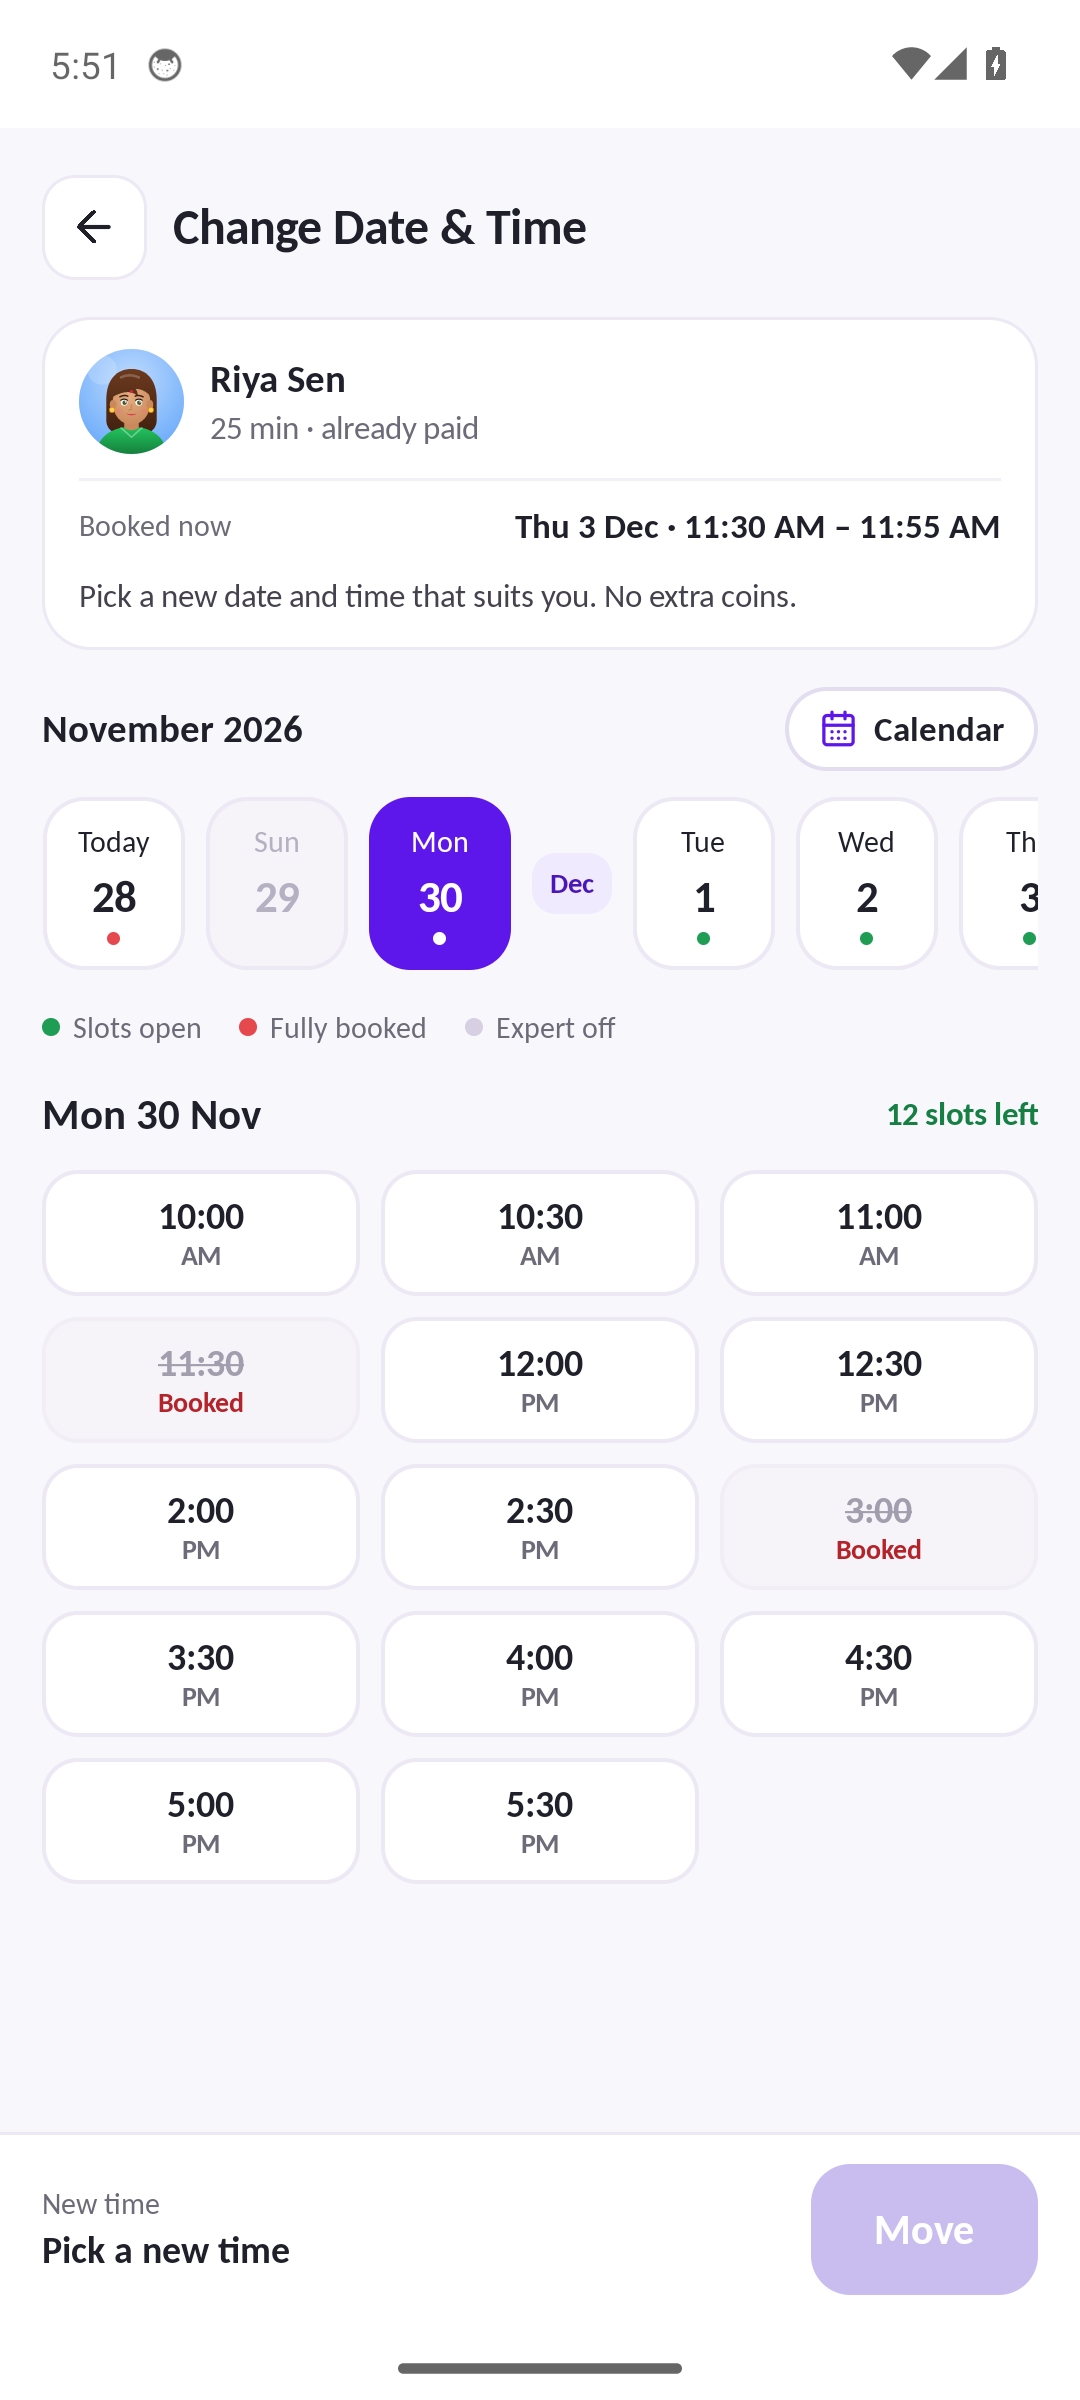 5:51
Change Date & Time
Riya Sen
25 min · already paid
Booked now
Thu 3 Dec · 11:30 AM – 11:55 AM
Pick a new date and time that suits you. No extra coins.
November 2026
Calendar
Today Sun Mon Tue Wed Th
28 29 30 Dec 1 2 3
Slots open Fully booked Expert off
Mon 30 Nov
12 slots left
10:00 10:30 11:00
AM AM AM
11:30 12:00 12:30
Booked PM PM
2:00 2:30 3:00
PM PM Booked
3:30 4:00 4:30
PM PM PM
5:00 5:30
PM PM
New time
Pick a new time
Move